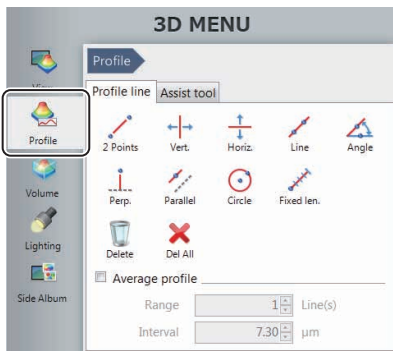 3D MENU
View
Profile
Volume
Lighting
Side Album
Profile
Profile line
Assist tool
2 Points
Vert.
Horiz.
Line
Angle
Perp.
Parallel
Circle
Fixed len.
Delete
Del All
Average profile
Range 1 Line(s)
Interval 7.30 µm